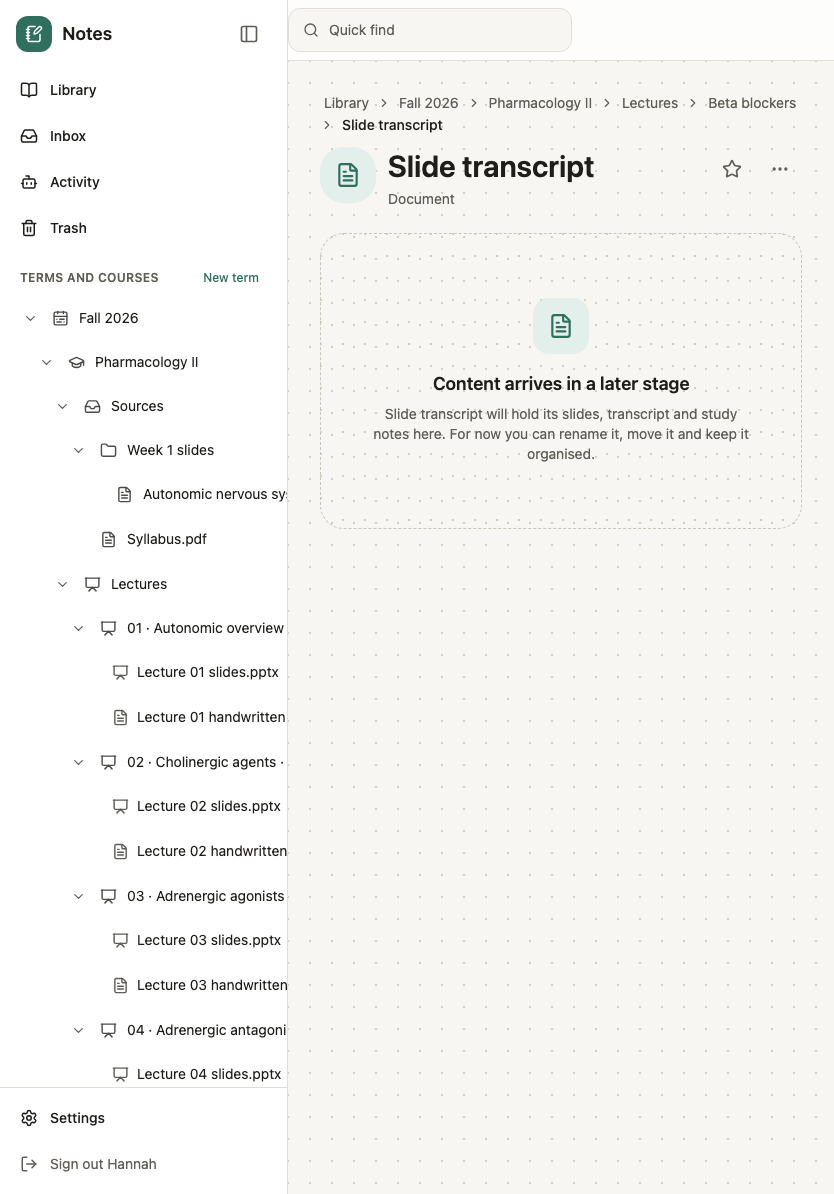 Notes
Quick find
Library
Inbox
Activity
Trash
TERMS AND COURSES New term
Fall 2026
Pharmacology II
Sources
Week 1 slides
Autonomic nervous
Syllabus.pdf
Lectures
01 · Autonomic overview
Lecture 01 slides.pptx
Lecture 01 handwritten
02 · Cholinergic agents ·
Lecture 02 slides.pptx
Lecture 02 handwritten
03 · Adrenergic agonists
Lecture 03 slides.pptx
Lecture 03 handwritten
04 · Adrenergic antagoni
Lecture 04 slides.pptx
Settings
Sign out Hannah
Library > Fall 2026 > Pharmacology II > Lectures > Beta blockers
> Slide transcript
Slide transcript
Document
Content arrives in a later stage
Slide transcript will hold its slides, transcript and study
notes here. For now you can rename it, move it and keep it
organised.